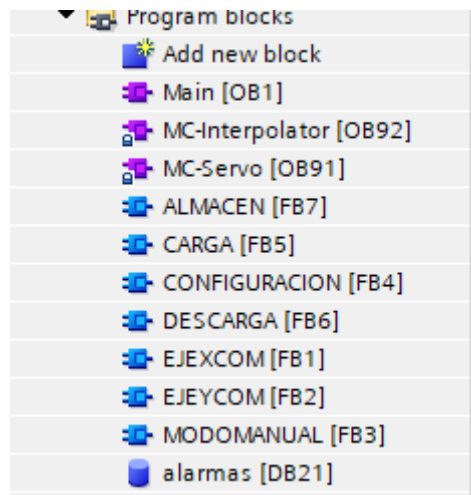 Program blocks
Add new block
Main [OB1]
MC-Interpolator [OB92]
MC-Servo [OB91]
ALMACEN [FB7]
CARGA [FB5]
CONFIGURACION [FB4]
DESCARGA [FB6]
EJEXCOM [FB1]
EJEYCOM [FB2]
MODOMANUAL [FB3]
alarmas [DB21]